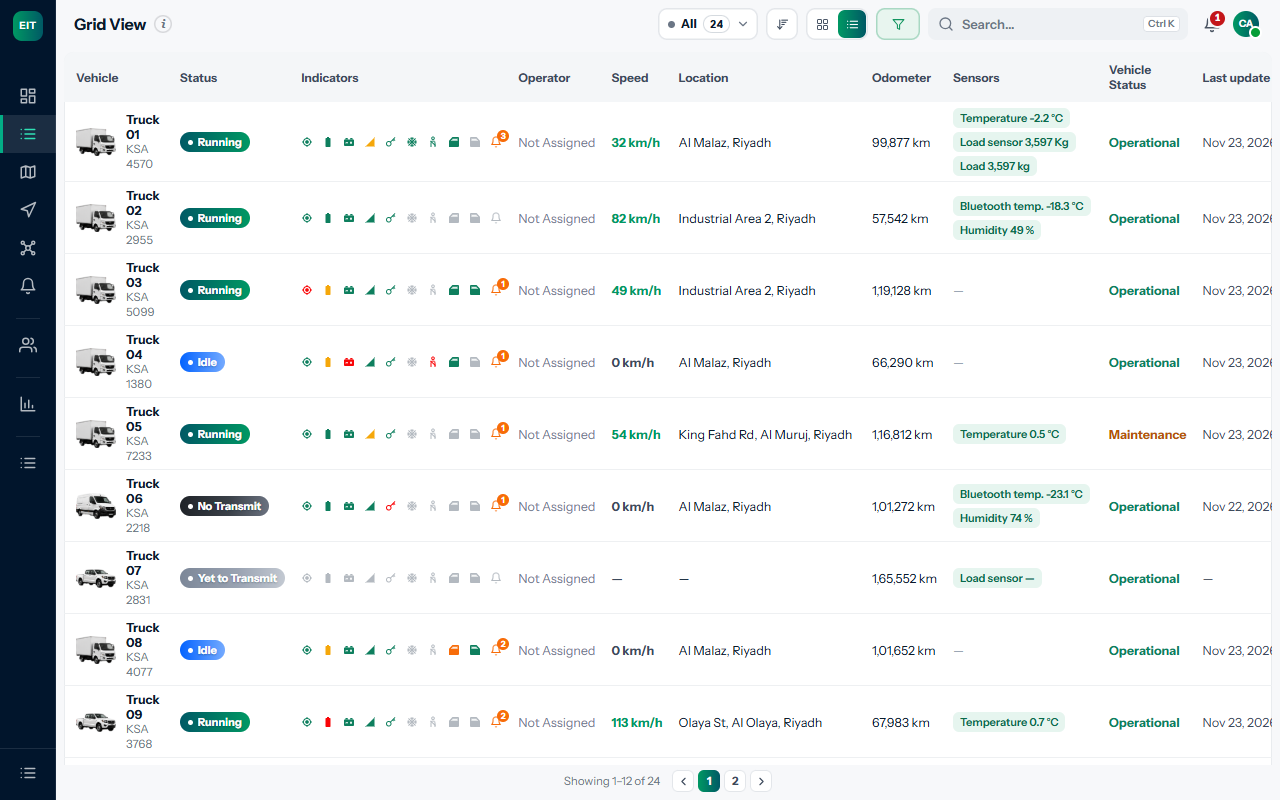 EIT
Grid View
i
All 24
Search...
Ctrl K
1
CA
Vehicle Status Indicators Operator Speed Location Odometer Sensors Vehicle Status Last update
Truck 01
KSA 4570
Running
3
Not Assigned
32 km/h
Al Malaz, Riyadh
99,877 km
Temperature -2.2 °C
Load sensor 3,597 Kg
Load 3,597 kg
Operational
Nov 23, 2026
Truck 02
KSA 2955
Running
Not Assigned
82 km/h
Industrial Area 2, Riyadh
57,542 km
Bluetooth temp. -18.3 °C
Humidity 49 %
Operational
Nov 23, 2026
Truck 03
KSA 5099
Running
1
Not Assigned
49 km/h
Industrial Area 2, Riyadh
1,19,128 km
—
Operational
Nov 23, 2026
Truck 04
KSA 1380
Idle
1
Not Assigned
0 km/h
Al Malaz, Riyadh
66,290 km
—
Operational
Nov 23, 2026
Truck 05
KSA 7233
Running
1
Not Assigned
54 km/h
King Fahd Rd, Al Muruj, Riyadh
1,16,812 km
Temperature 0.5 °C
Maintenance
Nov 23, 2026
Truck 06
KSA 2218
No Transmit
1
Not Assigned
0 km/h
Al Malaz, Riyadh
1,01,272 km
Bluetooth temp. -23.1 °C
Humidity 74 %
Operational
Nov 22, 2026
Truck 07
KSA 2831
Yet to Transmit
Not Assigned
—
—
1,65,552 km
Load sensor —
Operational
—
Truck 08
KSA 4077
Idle
2
Not Assigned
0 km/h
Al Malaz, Riyadh
1,01,652 km
—
Operational
Nov 23, 2026
Truck 09
KSA 3768
Running
2
Not Assigned
113 km/h
Olaya St, Al Olaya, Riyadh
67,983 km
Temperature 0.7 °C
Operational
Nov 23, 2026
Showing 1–12 of 24
1 2